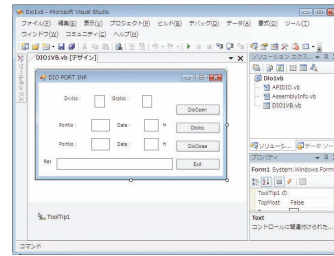 Dio1vb - Microsoft Visual Studio
ファイル(F) 編集(E) 表示(V) プロジェクト(P) ビルド(B) デバッグ(D) データ(A) 書式(O) ツール(T)
ウィンドウ(W) コミュニティ(C) ヘルプ(H)
DIO1VB.vb [デザイン]
DIO PORT INP
DrvNo :
GrpNo :
DioOpen
PortNo :
Data :
H
DioInp
PortNo :
Data :
H
DioClose
Ret
Exit
ToolTip1
ソリューション エクス...
Dio1vb
APIDIO.vb
AssemblyInfo.vb
DIO1VB.vb
ソリューシ...
データ ソー
プロパティ
Form1 System.Windows.Form
ToolTip1 の
TopMost False
Text
コントロールに関連付けられた...
コマンド